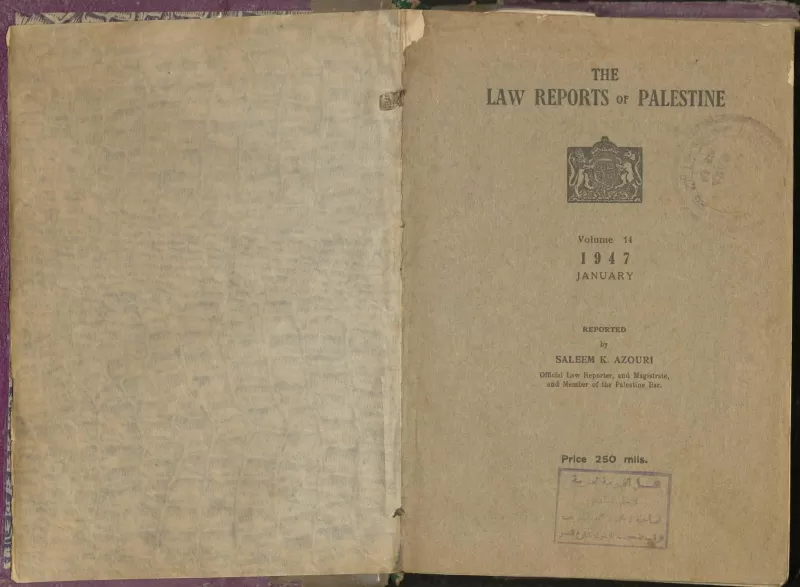 THE
LAW REPORTS OF PALESTINE
Volume 14
1947
JANUARY
REPORTED
by
SALEEM K. AZOURI
Official Law Reporter, and Magistrate,
and Member of the Palestine Bar.
Price 250 mils.